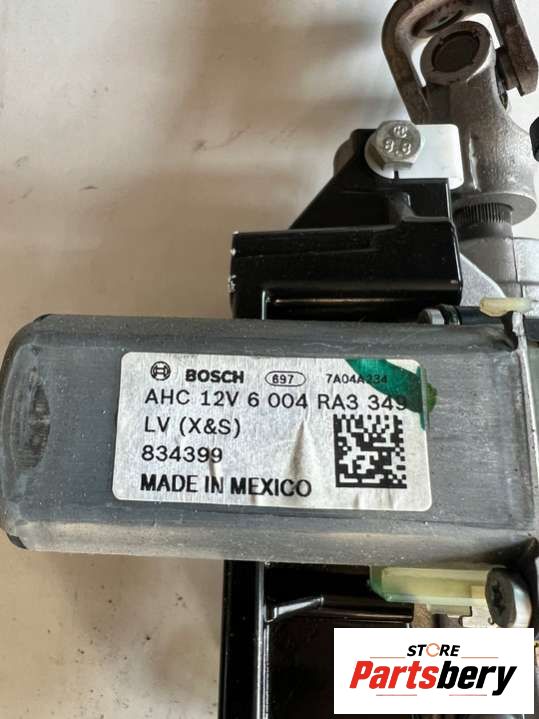 8.8
BOSCH 697 7A04A234
AHC 12V 6 004 RA3 349
LV (X&S)
834399
MADE IN MEXICO
STORE
Partsbery